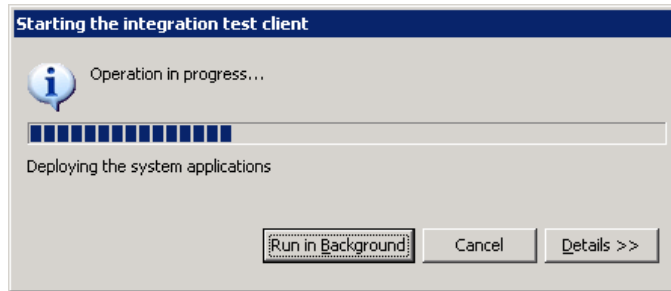 Starting the integration test client
Operation in progress...
Deploying the system applications
Run in Background Cancel Details >>